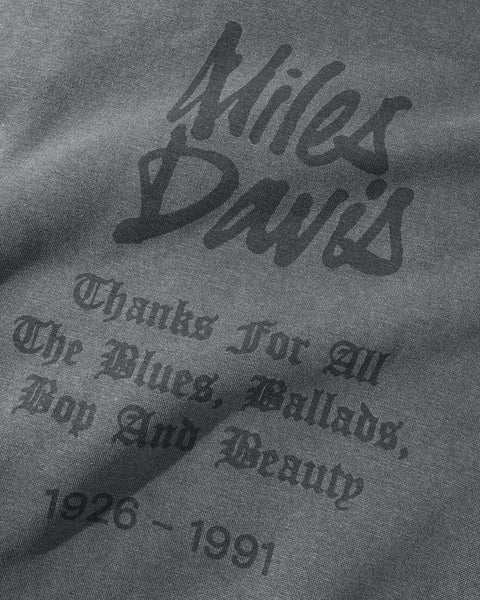 Miles
Davis
Thanks For All
The Blues, Ballads,
Bop And Beauty
1926 – 1991